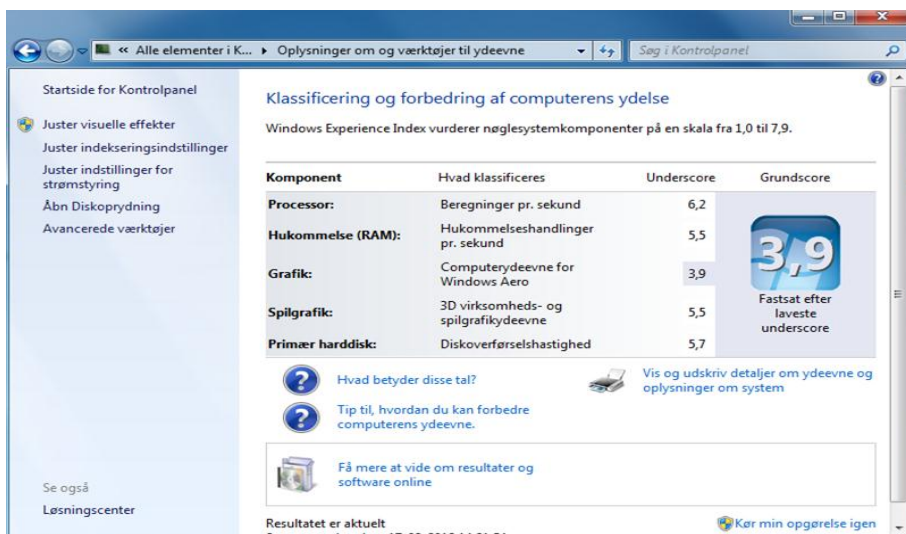 « Alle elementer i K... ▸ Oplysninger om og værktøjer til ydeevne
Søg i Kontrolpanel
Startside for Kontrolpanel
Juster visuelle effekter
Juster indekseringsindstillinger
Juster indstillinger for
strømstyring
Åbn Diskoprydning
Avancerede værktøjer
Se også
Løsningscenter
Klassificering og forbedring af computerens ydelse
Windows Experience Index vurderer nøglesystemkomponenter på en skala fra 1,0 til 7,9.
Komponent Hvad klassificeres Underscore Grundscore
Processor: Beregninger pr. sekund 6,2
Hukommelse (RAM): Hukommelseshandlinger
pr. sekund 5,5
Grafik: Computerydeevne for
Windows Aero 3,9
Spilgrafik: 3D virksomheds- og
spilgrafikydeevne 5,5
Primær harddisk: Diskoverførselshastighed 5,7
3,9
Fastsat efter
laveste
underscore
Hvad betyder disse tal?
Vis og udskriv detaljer om ydeevne og
oplysninger om system
Tip til, hvordan du kan forbedre
computerens ydeevne.
Få mere at vide om resultater og
software online
Resultatet er aktuelt
Kør min opgørelse igen